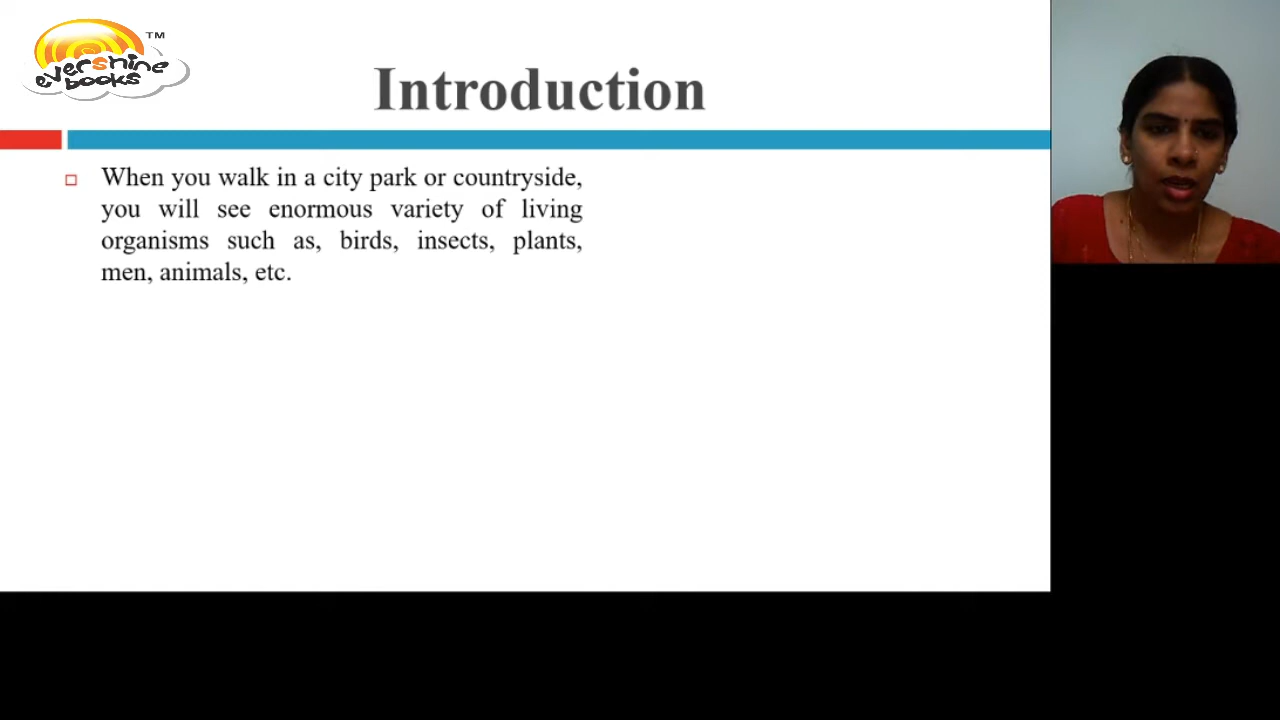 evershine
books
TM
Introduction
When you walk in a city park or countryside,
you will see enormous variety of living
organisms such as, birds, insects, plants,
men, animals, etc.